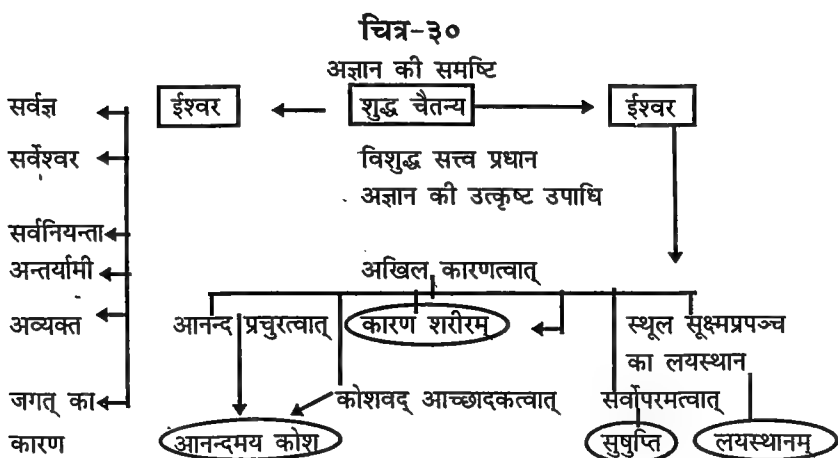 चित्र-३०
अज्ञान की समष्टि
सर्वज्ञ ईश्वर शुद्ध चैतन्य ईश्वर
सर्वेश्वर विशुद्ध सत्त्व प्रधान
अज्ञान की उत्कृष्ट उपाधि
सर्वनियन्ता
अन्तर्यामी अखिल कारणत्वात्
अव्यक्त आनन्द प्रचुरत्वात् कारण शरीरम् स्थूल सूक्ष्मप्रपञ्च
का लयस्थान
जगत् का कोशवद् आच्छादकत्वात् सर्वोपरमत्वात्
कारण आनन्दमय कोश सुषुप्ति लयस्थानम्